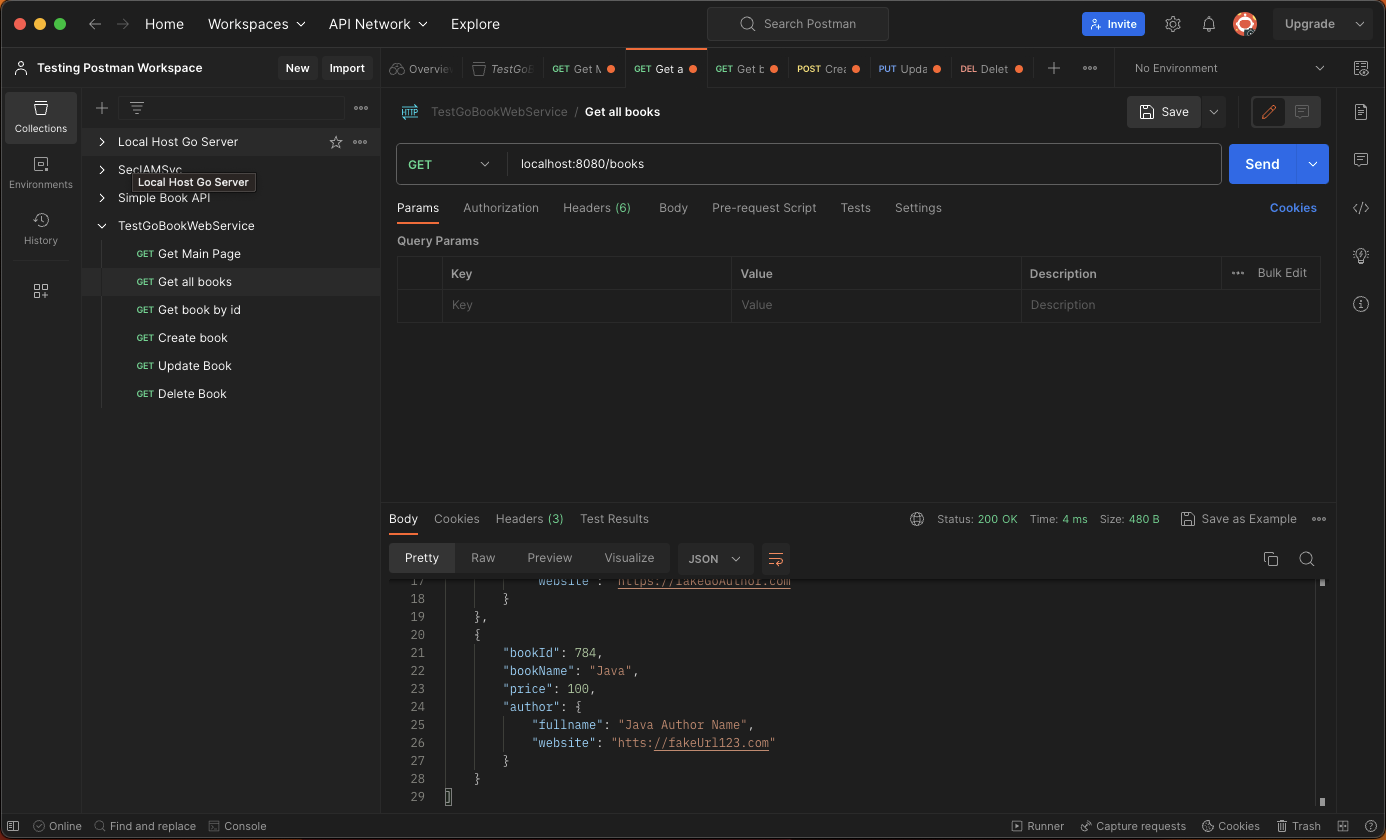 Home Workspaces API Network Explore Search Postman Invite Upgrade
Testing Postman Workspace New Import
Overvie TestGoB GET Get M GET Get a GET Get b POST Crea PUT Upda DEL Delet No Environment
Collections
Environments
History
Local Host Go Server
SecIAMSvc
Local Host Go Server
Simple Book API
TestGoBookWebService
GET Get Main Page
GET Get all books
GET Get book by id
GET Create book
GET Update Book
GET Delete Book
HTTP TestGoBookWebService / Get all books Save
GET localhost:8080/books Send
Params Authorization Headers (6) Body Pre-request Script Tests Settings Cookies
Query Params
Key Value Description Bulk Edit
Key Value Description
Body Cookies Headers (3) Test Results Status: 200 OK Time: 4 ms Size: 480 B Save as Example
Pretty Raw Preview Visualize JSON
17 "website": "https://fakeGoAuthor.com
18 }
19 },
20 {
21 "bookId": 784,
22 "bookName": "Java",
23 "price": 100,
24 "author": {
25 "fullname": "Java Author Name",
26 "website": "htts://fakeUrl123.com"
27 }
28 }
29 ]
Online Find and replace Console Runner Capture requests Cookies Trash